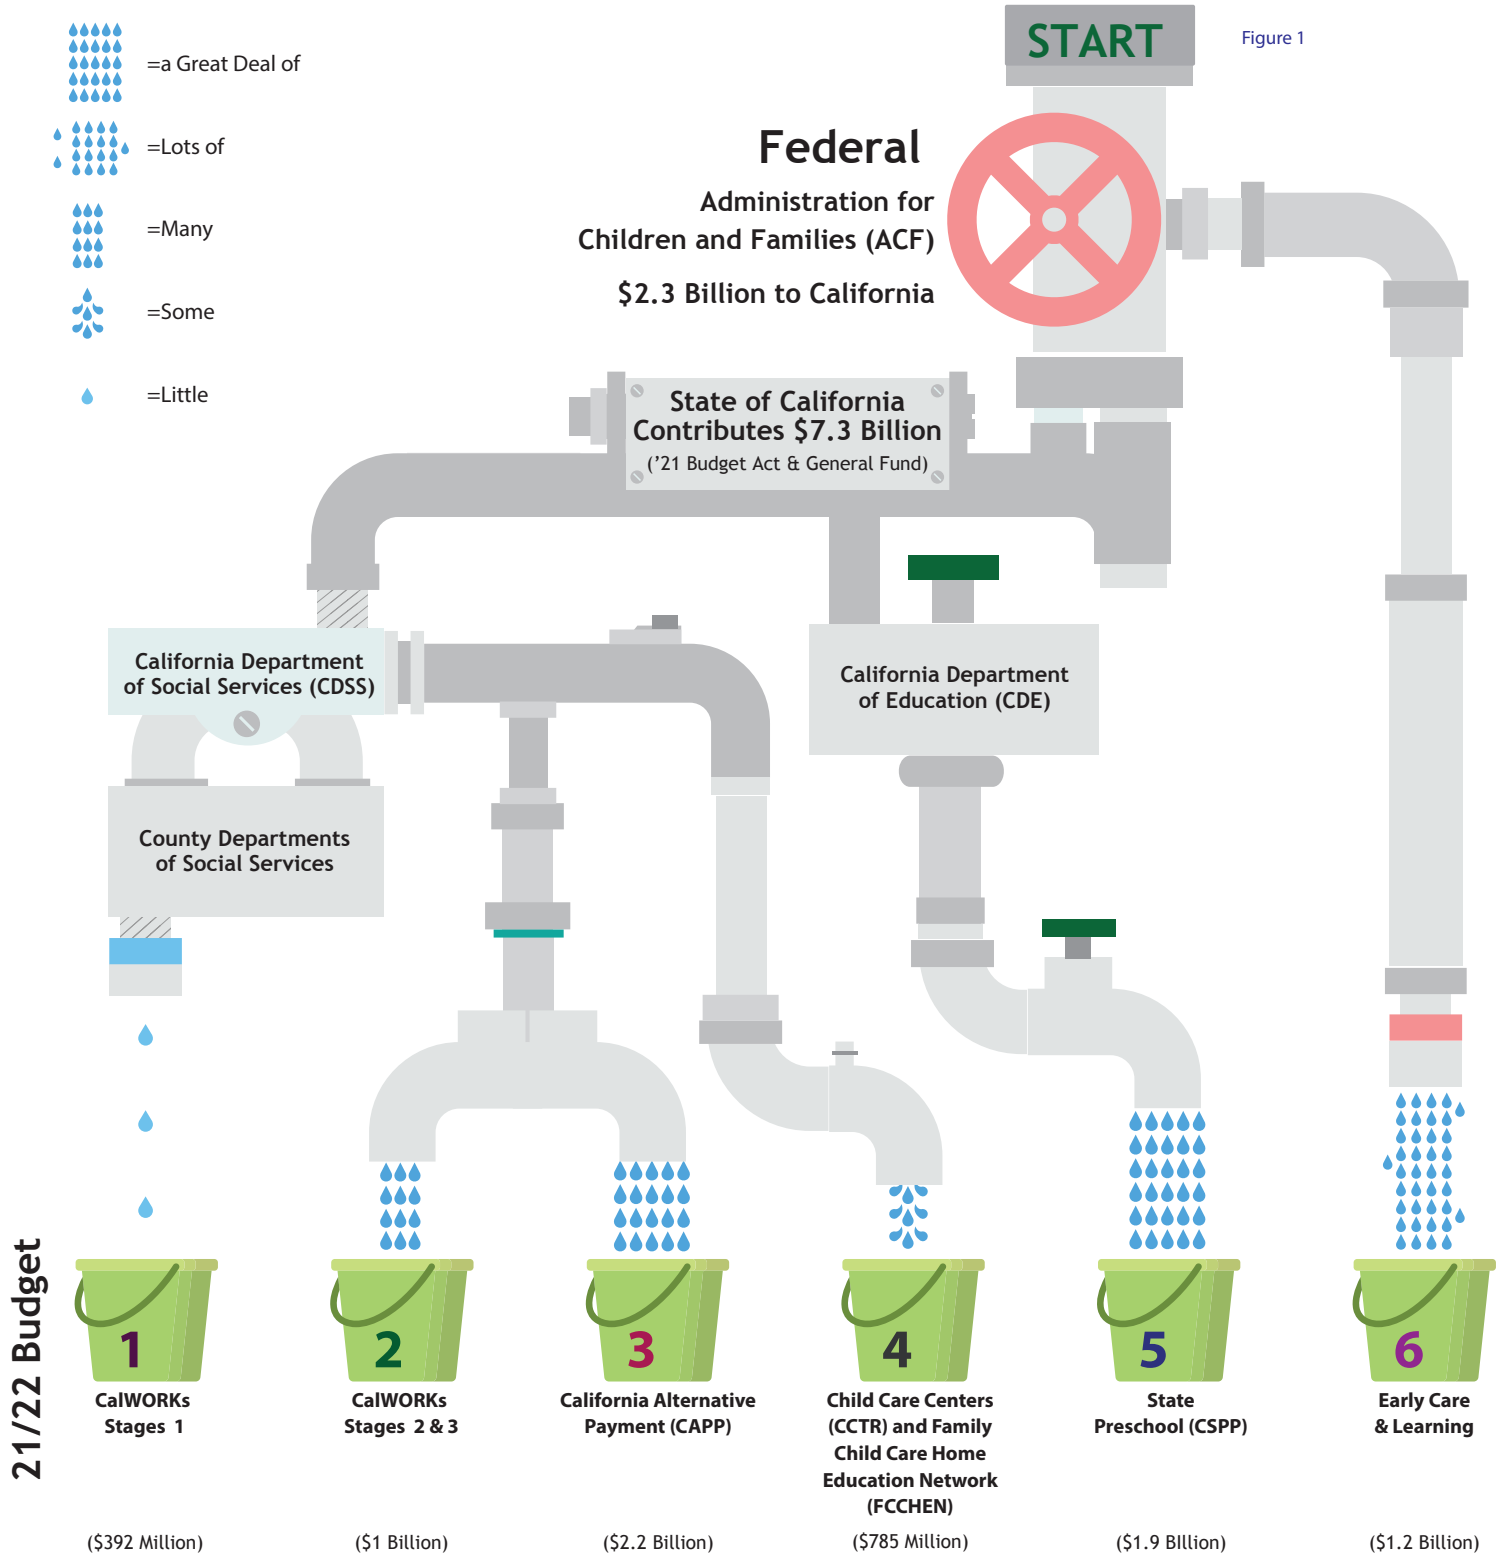 START
Figure 1
=a Great Deal of
=Lots of
=Many
=Some
=Little
Federal
Administration for
Children and Families (ACF)
$2.3 Billion to California
State of California
Contributes $7.3 Billion
(’21 Budget Act & General Fund)
California Department
of Social Services (CDSS)
California Department
of Education (CDE)
County Departments
of Social Services
21/22 Budget
1
2
3
4
5
6
CalWORKs
Stages 1
($392 Million)
CalWORKs
Stages 2 & 3
($1 Billion)
California Alternative
Payment (CAPP)
($2.2 Billion)
Child Care Centers
(CCTR) and Family
Child Care Home
Education Network
(FCCHEN)
($785 Million)
State
Preschool (CSPP)
($1.9 BIllion)
Early Care
& Learning
($1.2 Billion)